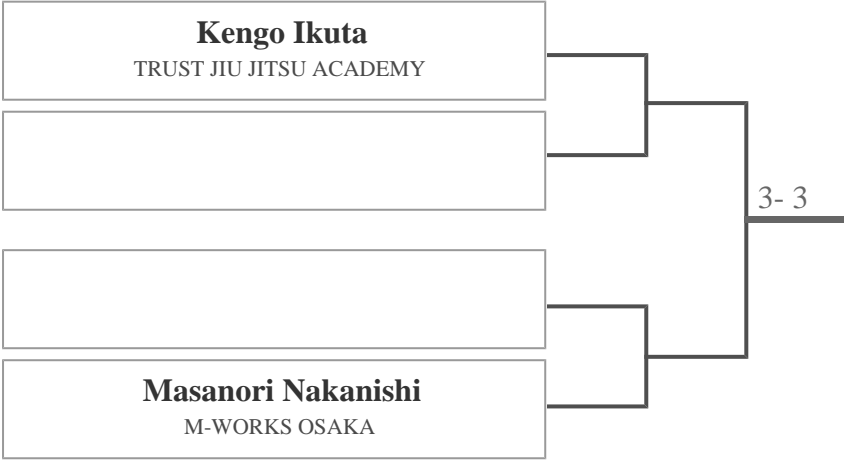 Kengo Ikuta
TRUST JIU JITSU ACADEMY
3- 3
Masanori Nakanishi
M-WORKS OSAKA